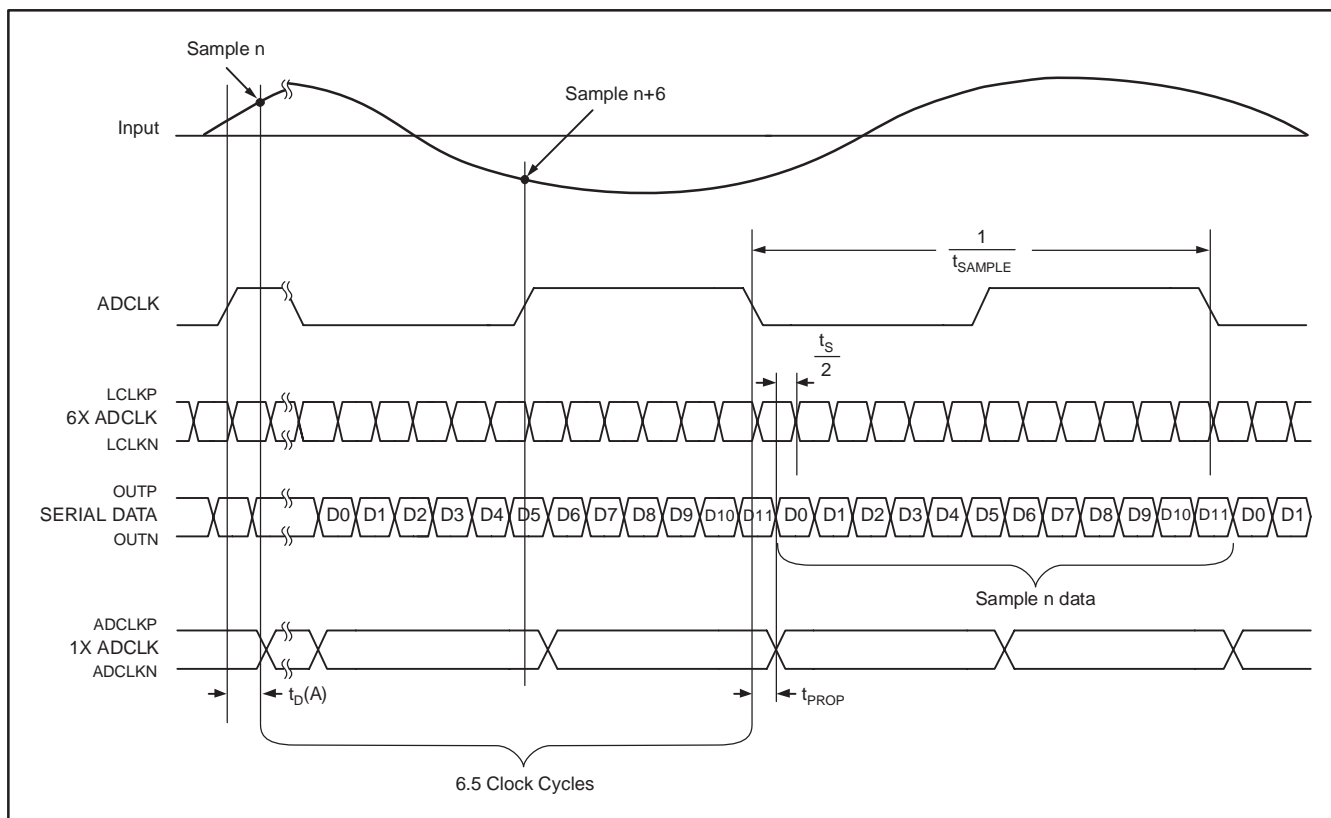 Sample n
Sample n+6
Input
1
t_SAMPLE
ADCLK
t_S
2
LCLKP
6X ADCLK
LCLKN
OUTP
SERIAL DATA
OUTN
D0 D1 D2 D3 D4 D5 D6 D7 D8 D9 D10 D11 D0 D1 D2 D3 D4 D5 D6 D7 D8 D9 D10 D11 D0 D1
Sample n data
ADCLKP
1X ADCLK
ADCLKN
t_D(A)
t_PROP
6.5 Clock Cycles